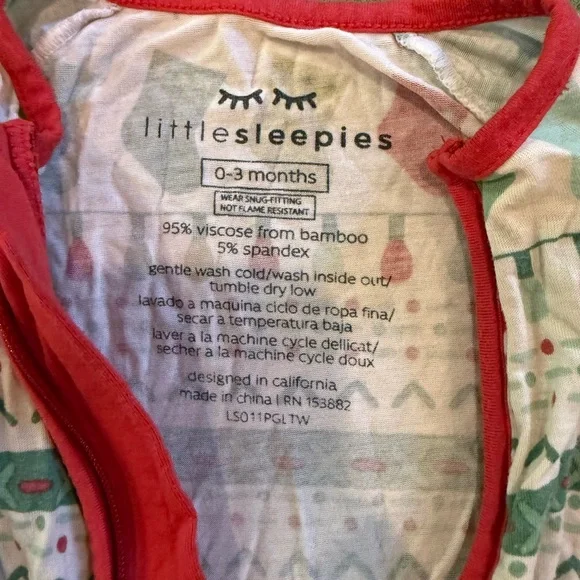 littlesleepies
0-3 months
WEAR SNUG-FITTING
NOT FLAME RESISTANT
95% viscose from bamboo
5% spandex
gentle wash cold/wash inside out/
tumble dry low
lavado a maquina ciclo de ropa fina/
secar a temperatura baja
laver a la machine cycle dellicat/
secher a la machine cycle doux
designed in california
made in china | RN 153882
LS011PGLTW